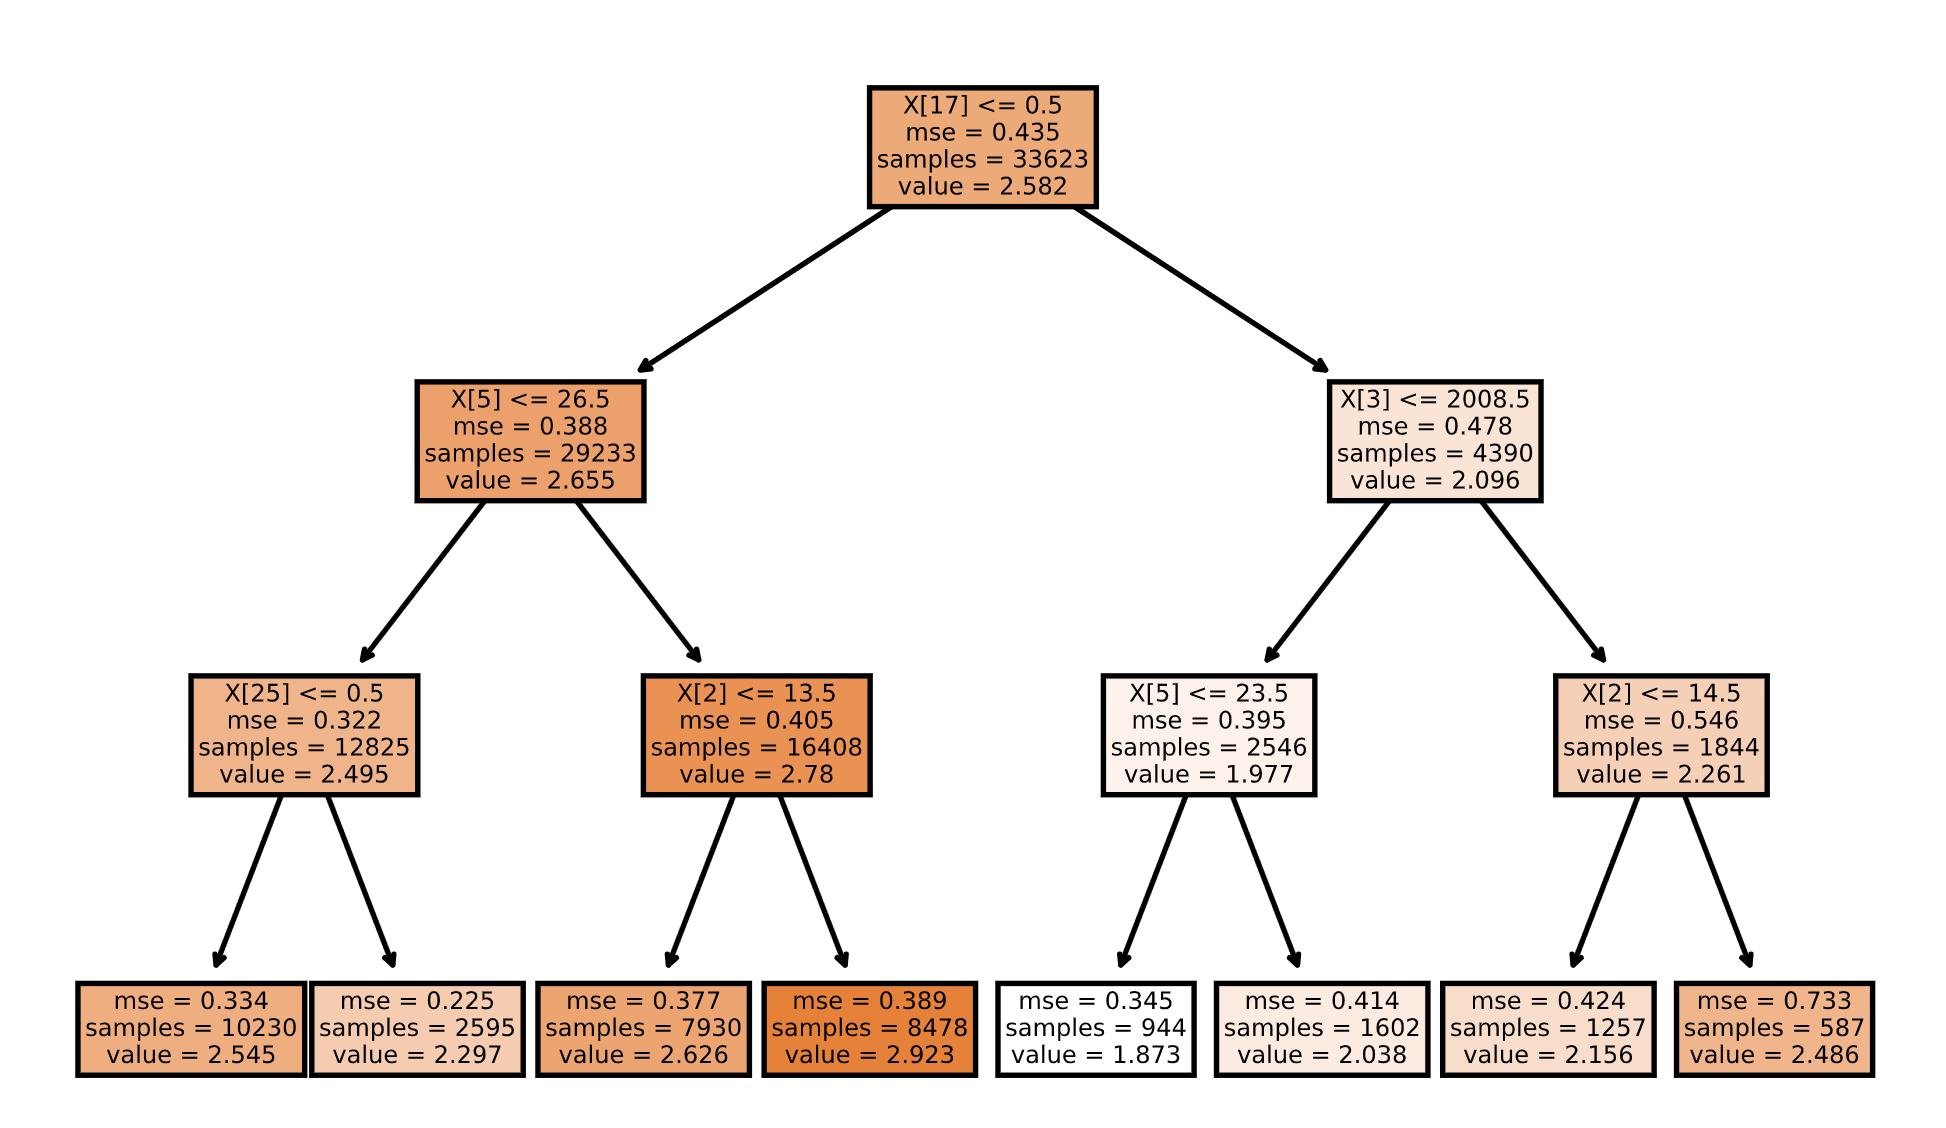 X[17] <= 0.5
mse = 0.435
samples = 33623
value = 2.582
X[5] <= 26.5
mse = 0.388
samples = 29233
value = 2.655
X[3] <= 2008.5
mse = 0.478
samples = 4390
value = 2.096
X[25] <= 0.5
mse = 0.322
samples = 12825
value = 2.495
X[2] <= 13.5
mse = 0.405
samples = 16408
value = 2.78
X[5] <= 23.5
mse = 0.395
samples = 2546
value = 1.977
X[2] <= 14.5
mse = 0.546
samples = 1844
value = 2.261
mse = 0.334
samples = 10230
value = 2.545
mse = 0.225
samples = 2595
value = 2.297
mse = 0.377
samples = 7930
value = 2.626
mse = 0.389
samples = 8478
value = 2.923
mse = 0.345
samples = 944
value = 1.873
mse = 0.414
samples = 1602
value = 2.038
mse = 0.424
samples = 1257
value = 2.156
mse = 0.733
samples = 587
value = 2.486